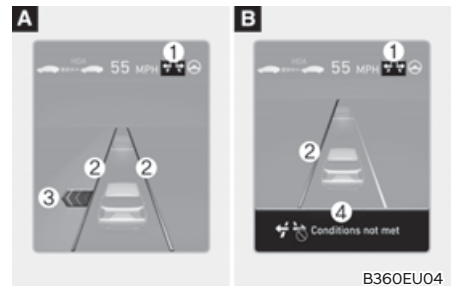 A
HDA
55 MPH
1
2 2
3
B
HDA
55 MPH
1
2
4
Conditions not met
B360EU04